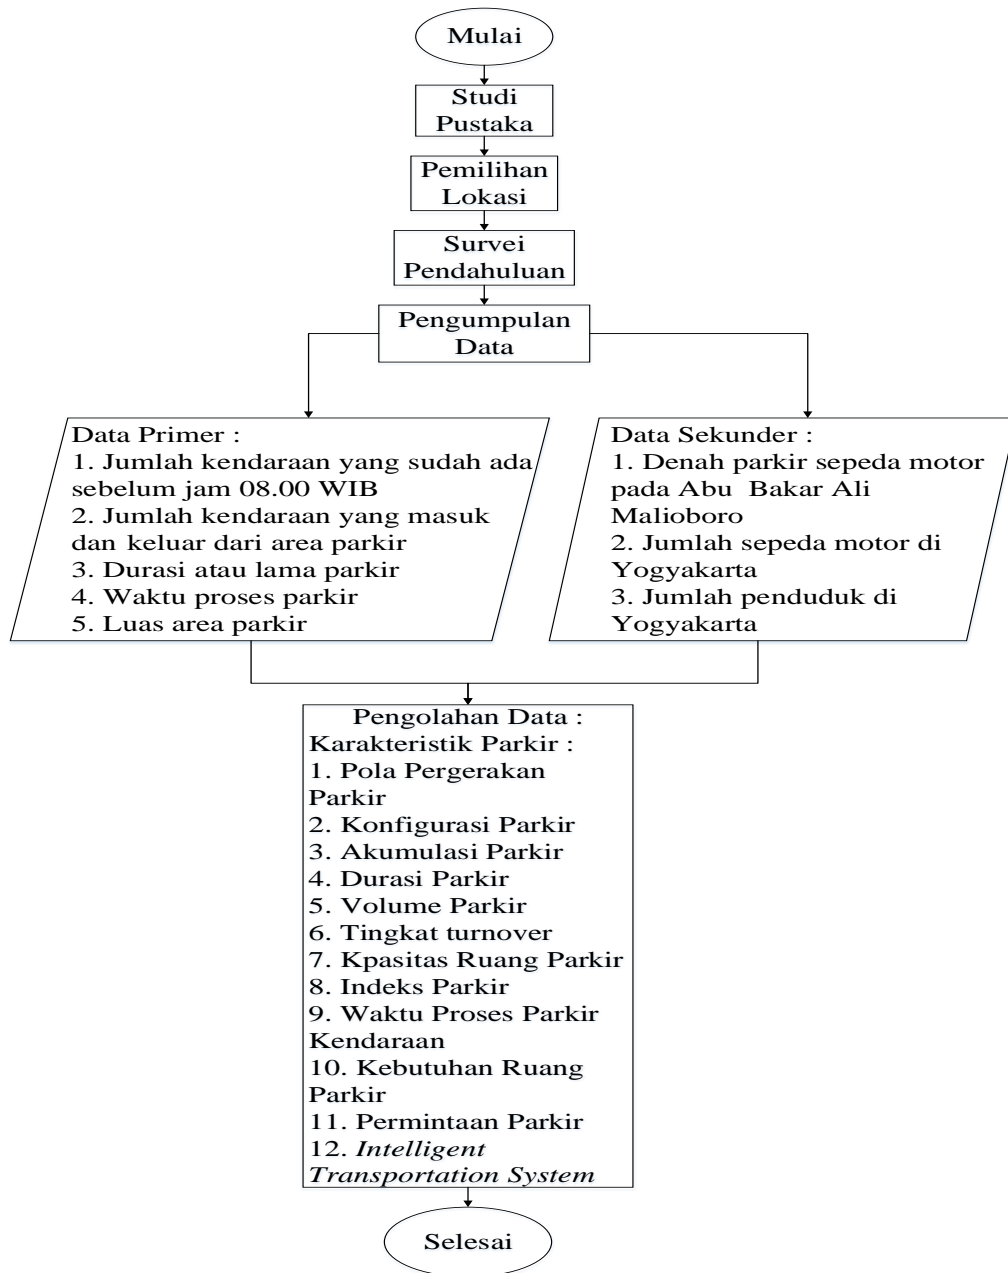 Mulai
Studi
Pustaka
Pemilihan
Lokasi
Survei
Pendahuluan
Pengumpulan
Data
Data Primer :
1. Jumlah kendaraan yang sudah ada
sebelum jam 08.00 WIB
2. Jumlah kendaraan yang masuk
dan keluar dari area parkir
3. Durasi atau lama parkir
4. Waktu proses parkir
5. Luas area parkir
Data Sekunder :
1. Denah parkir sepeda motor
pada Abu Bakar Ali
Malioboro
2. Jumlah sepeda motor di
Yogyakarta
3. Jumlah penduduk di
Yogyakarta
Pengolahan Data :
Karakteristik Parkir :
1. Pola Pergerakan
Parkir
2. Konfigurasi Parkir
3. Akumulasi Parkir
4. Durasi Parkir
5. Volume Parkir
6. Tingkat turnover
7. Kpasitas Ruang Parkir
8. Indeks Parkir
9. Waktu Proses Parkir
Kendaraan
10. Kebutuhan Ruang
Parkir
11. Permintaan Parkir
12. Intelligent
Transportation System
Selesai